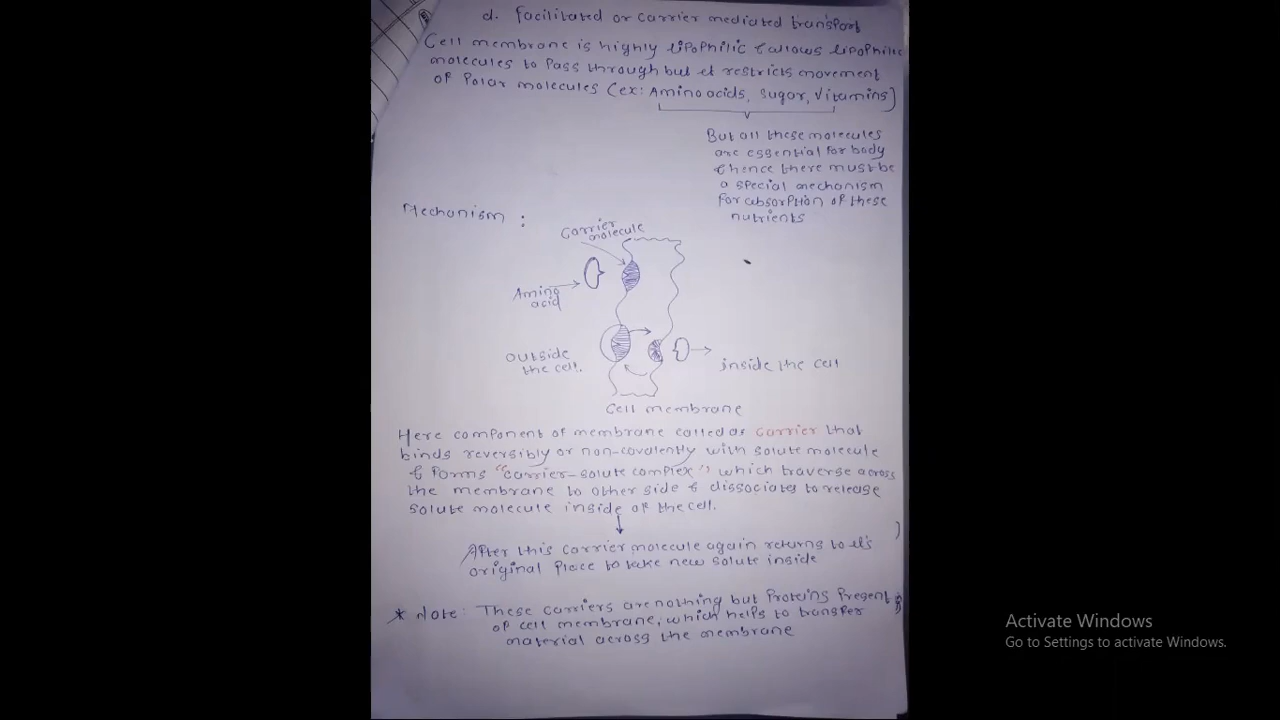 d. Facilitated or carrier mediated transport
Cell membrane is highly lipophilic & allows lipophilic
molecules to pass through but it restricts movement
of Polar molecules (ex: Amino acids, sugar, vitamins]
But all these molecules
are essential for body
& hence there must be
a special mechanism
for absorption of these
nutrients
Mechanism :
Carrier
molecule
Amino
acid
outside
the cell.
inside the cell
Cell membrane
Here component of membrane called as carrier that
binds reversibly or non-covalently with solute molecule
& forms "carrier-solute complex" which traverse across
the membrane to other side & dissociates to release
solute molecule inside of the cell.
After this carrier molecule again returns to it's
original place to take new solute inside
* Note: These carriers are nothing but Proteins Present
of cell membrane, which helps to transfer
material across the membrane
Activate Windows
Go to Settings to activate Windows.